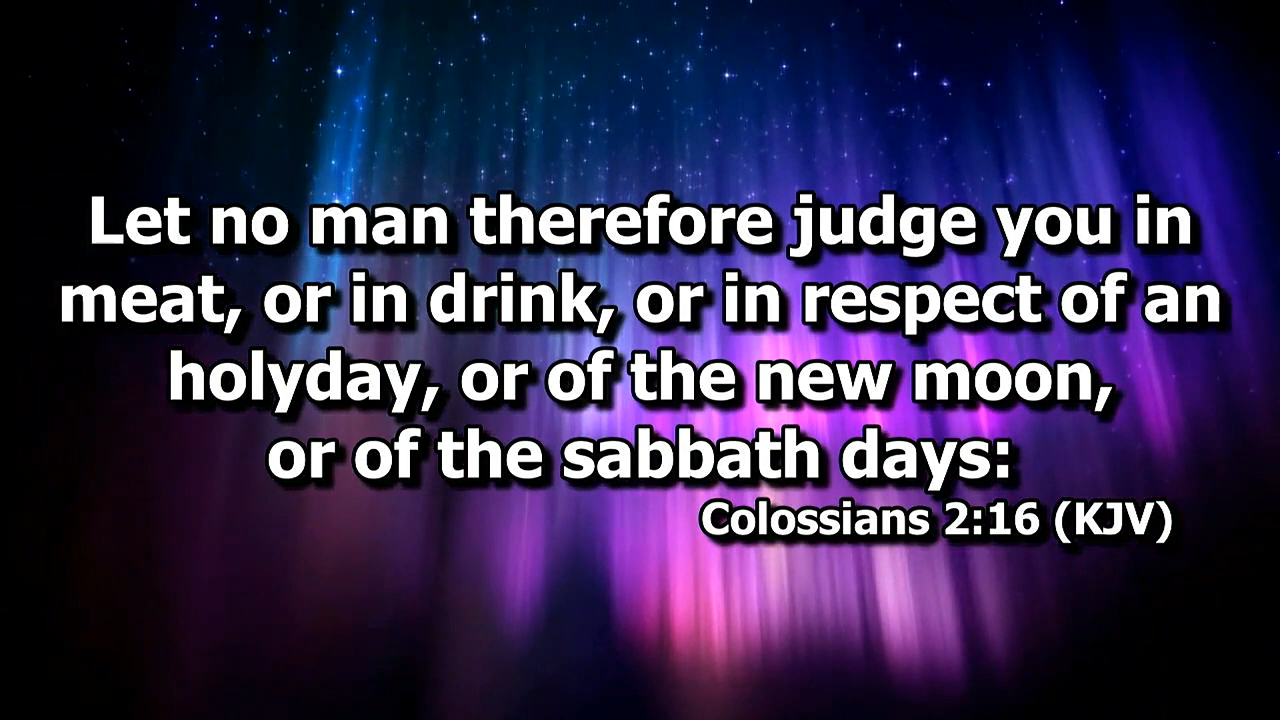 Let no man therefore judge you in
meat, or in drink, or in respect of an
holyday, or of the new moon,
or of the sabbath days:
Colossians 2:16 (KJV)